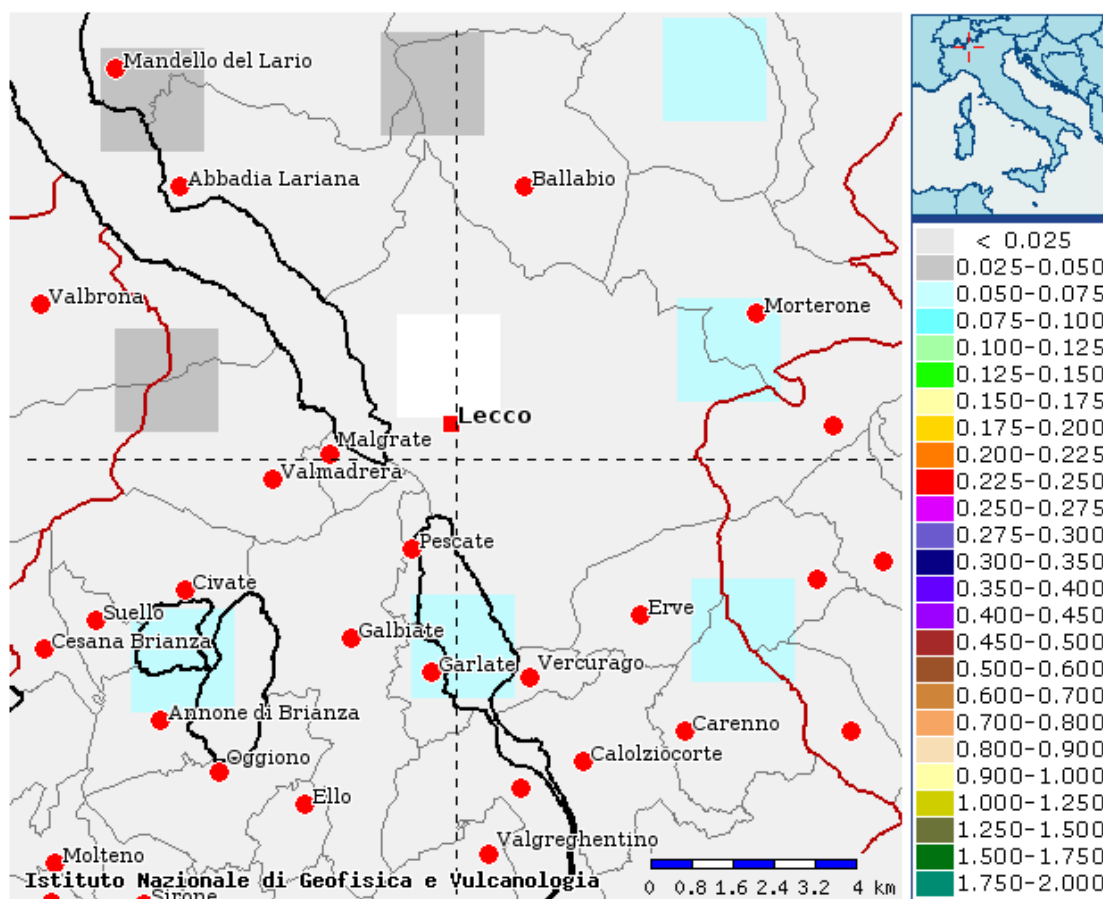 Mandello del Lario
Abbadia Lariana
Ballabio
Valbrona
Morterone
Lecco
Malgrate
Valmadrera
Pescate
Civate
Suello
Erve
Cesana Brianza
Galbiate
Garlate
Vercurago
Annone di Brianza
Carenno
Oggiono
Calolziocorte
Ello
Valgreghentino
Molteno
Istituto Nazionale di Geofisica e Vulcanologia
Sirone
0 0.8 1.6 2.4 3.2 4 km
< 0.025
0.025-0.050
0.050-0.075
0.075-0.100
0.100-0.125
0.125-0.150
0.150-0.175
0.175-0.200
0.200-0.225
0.225-0.250
0.250-0.275
0.275-0.300
0.300-0.350
0.350-0.400
0.400-0.450
0.450-0.500
0.500-0.600
0.600-0.700
0.700-0.800
0.800-0.900
0.900-1.000
1.000-1.250
1.250-1.500
1.500-1.750
1.750-2.000